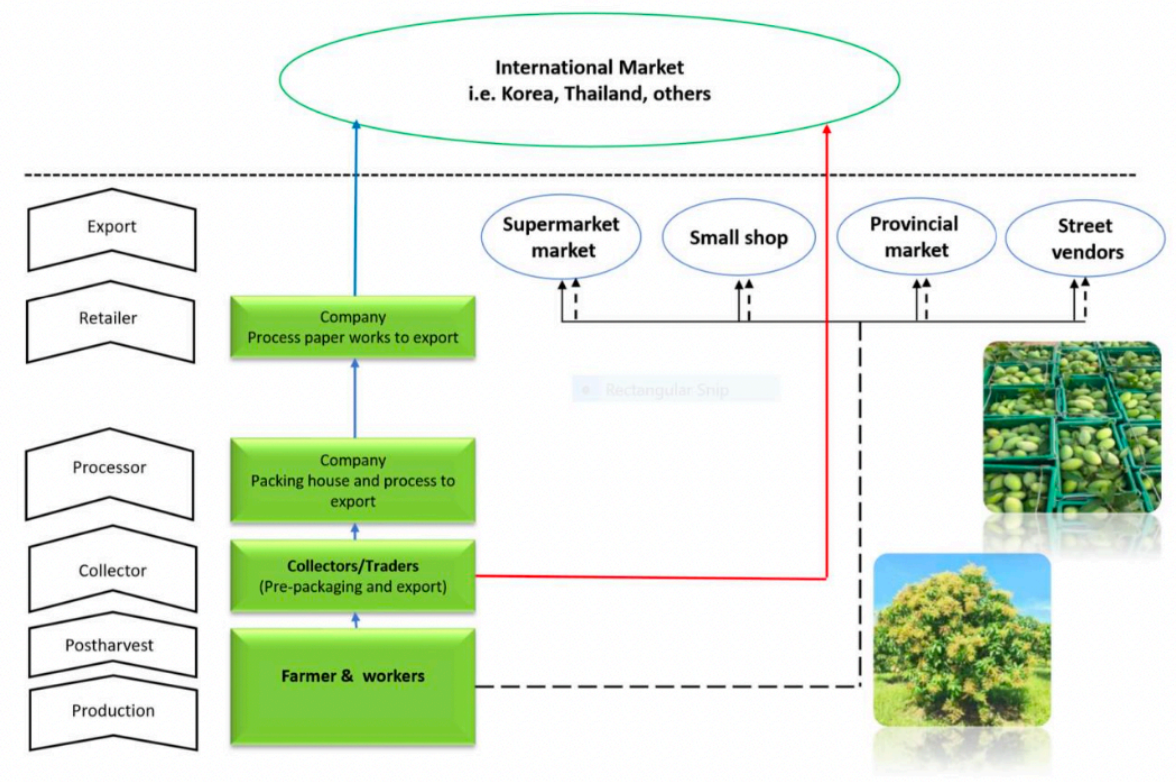 International Market
i.e. Korea, Thailand, others
Export
Supermarket
market
Small shop
Provincial
market
Street
vendors
Retailer
Company
Process paper works to export
Rectangular Snip
Processor
Company
Packing house and process to
export
Collector
Collectors/Traders
(Pre-packaging and export)
Postharvest
Farmer & workers
Production